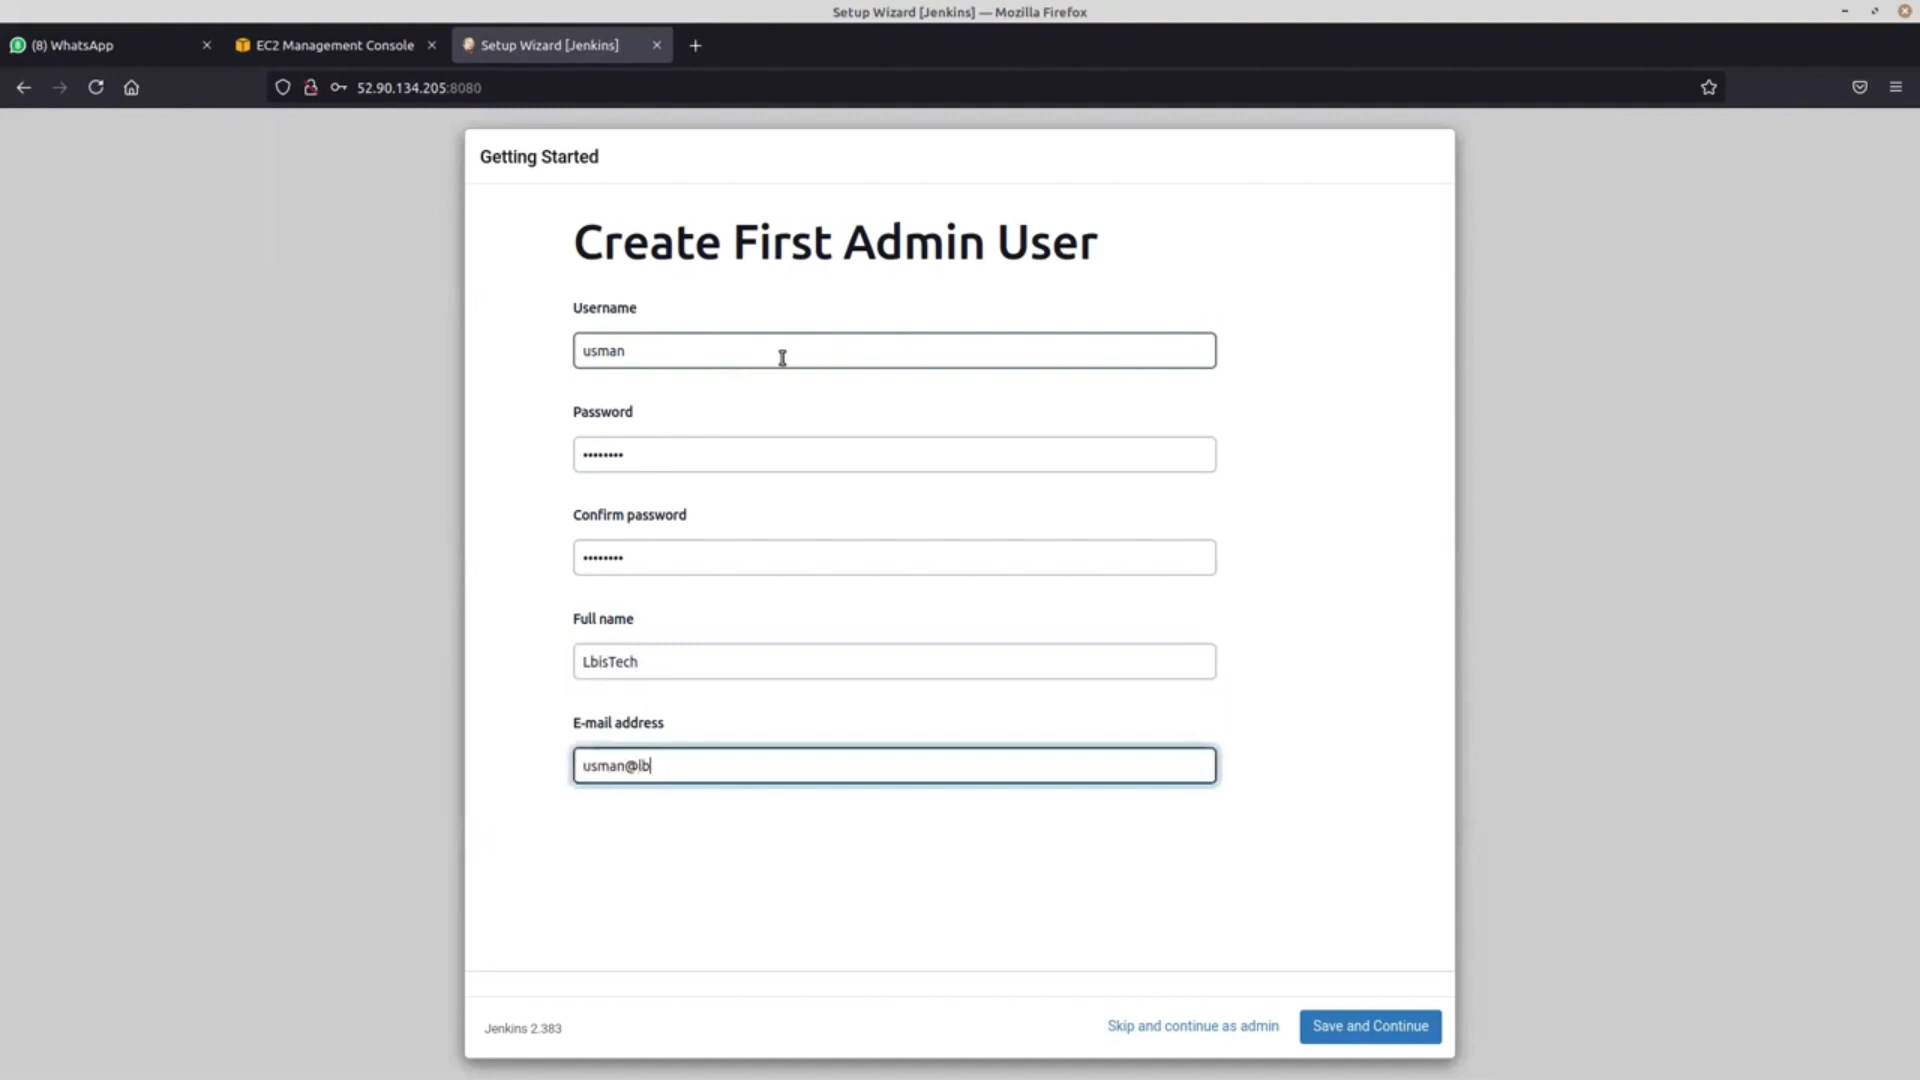 Setup Wizard [Jenkins] — Mozilla Firefox
(8) WhatsApp
EC2 Management Console
Setup Wizard [Jenkins]
52.90.134.205:8080
Getting Started
Create First Admin User
Username
usman
Password
••••••••
Confirm password
••••••••
Full name
LbisTech
E-mail address
usman@lb
Jenkins 2.383
Skip and continue as admin
Save and Continue